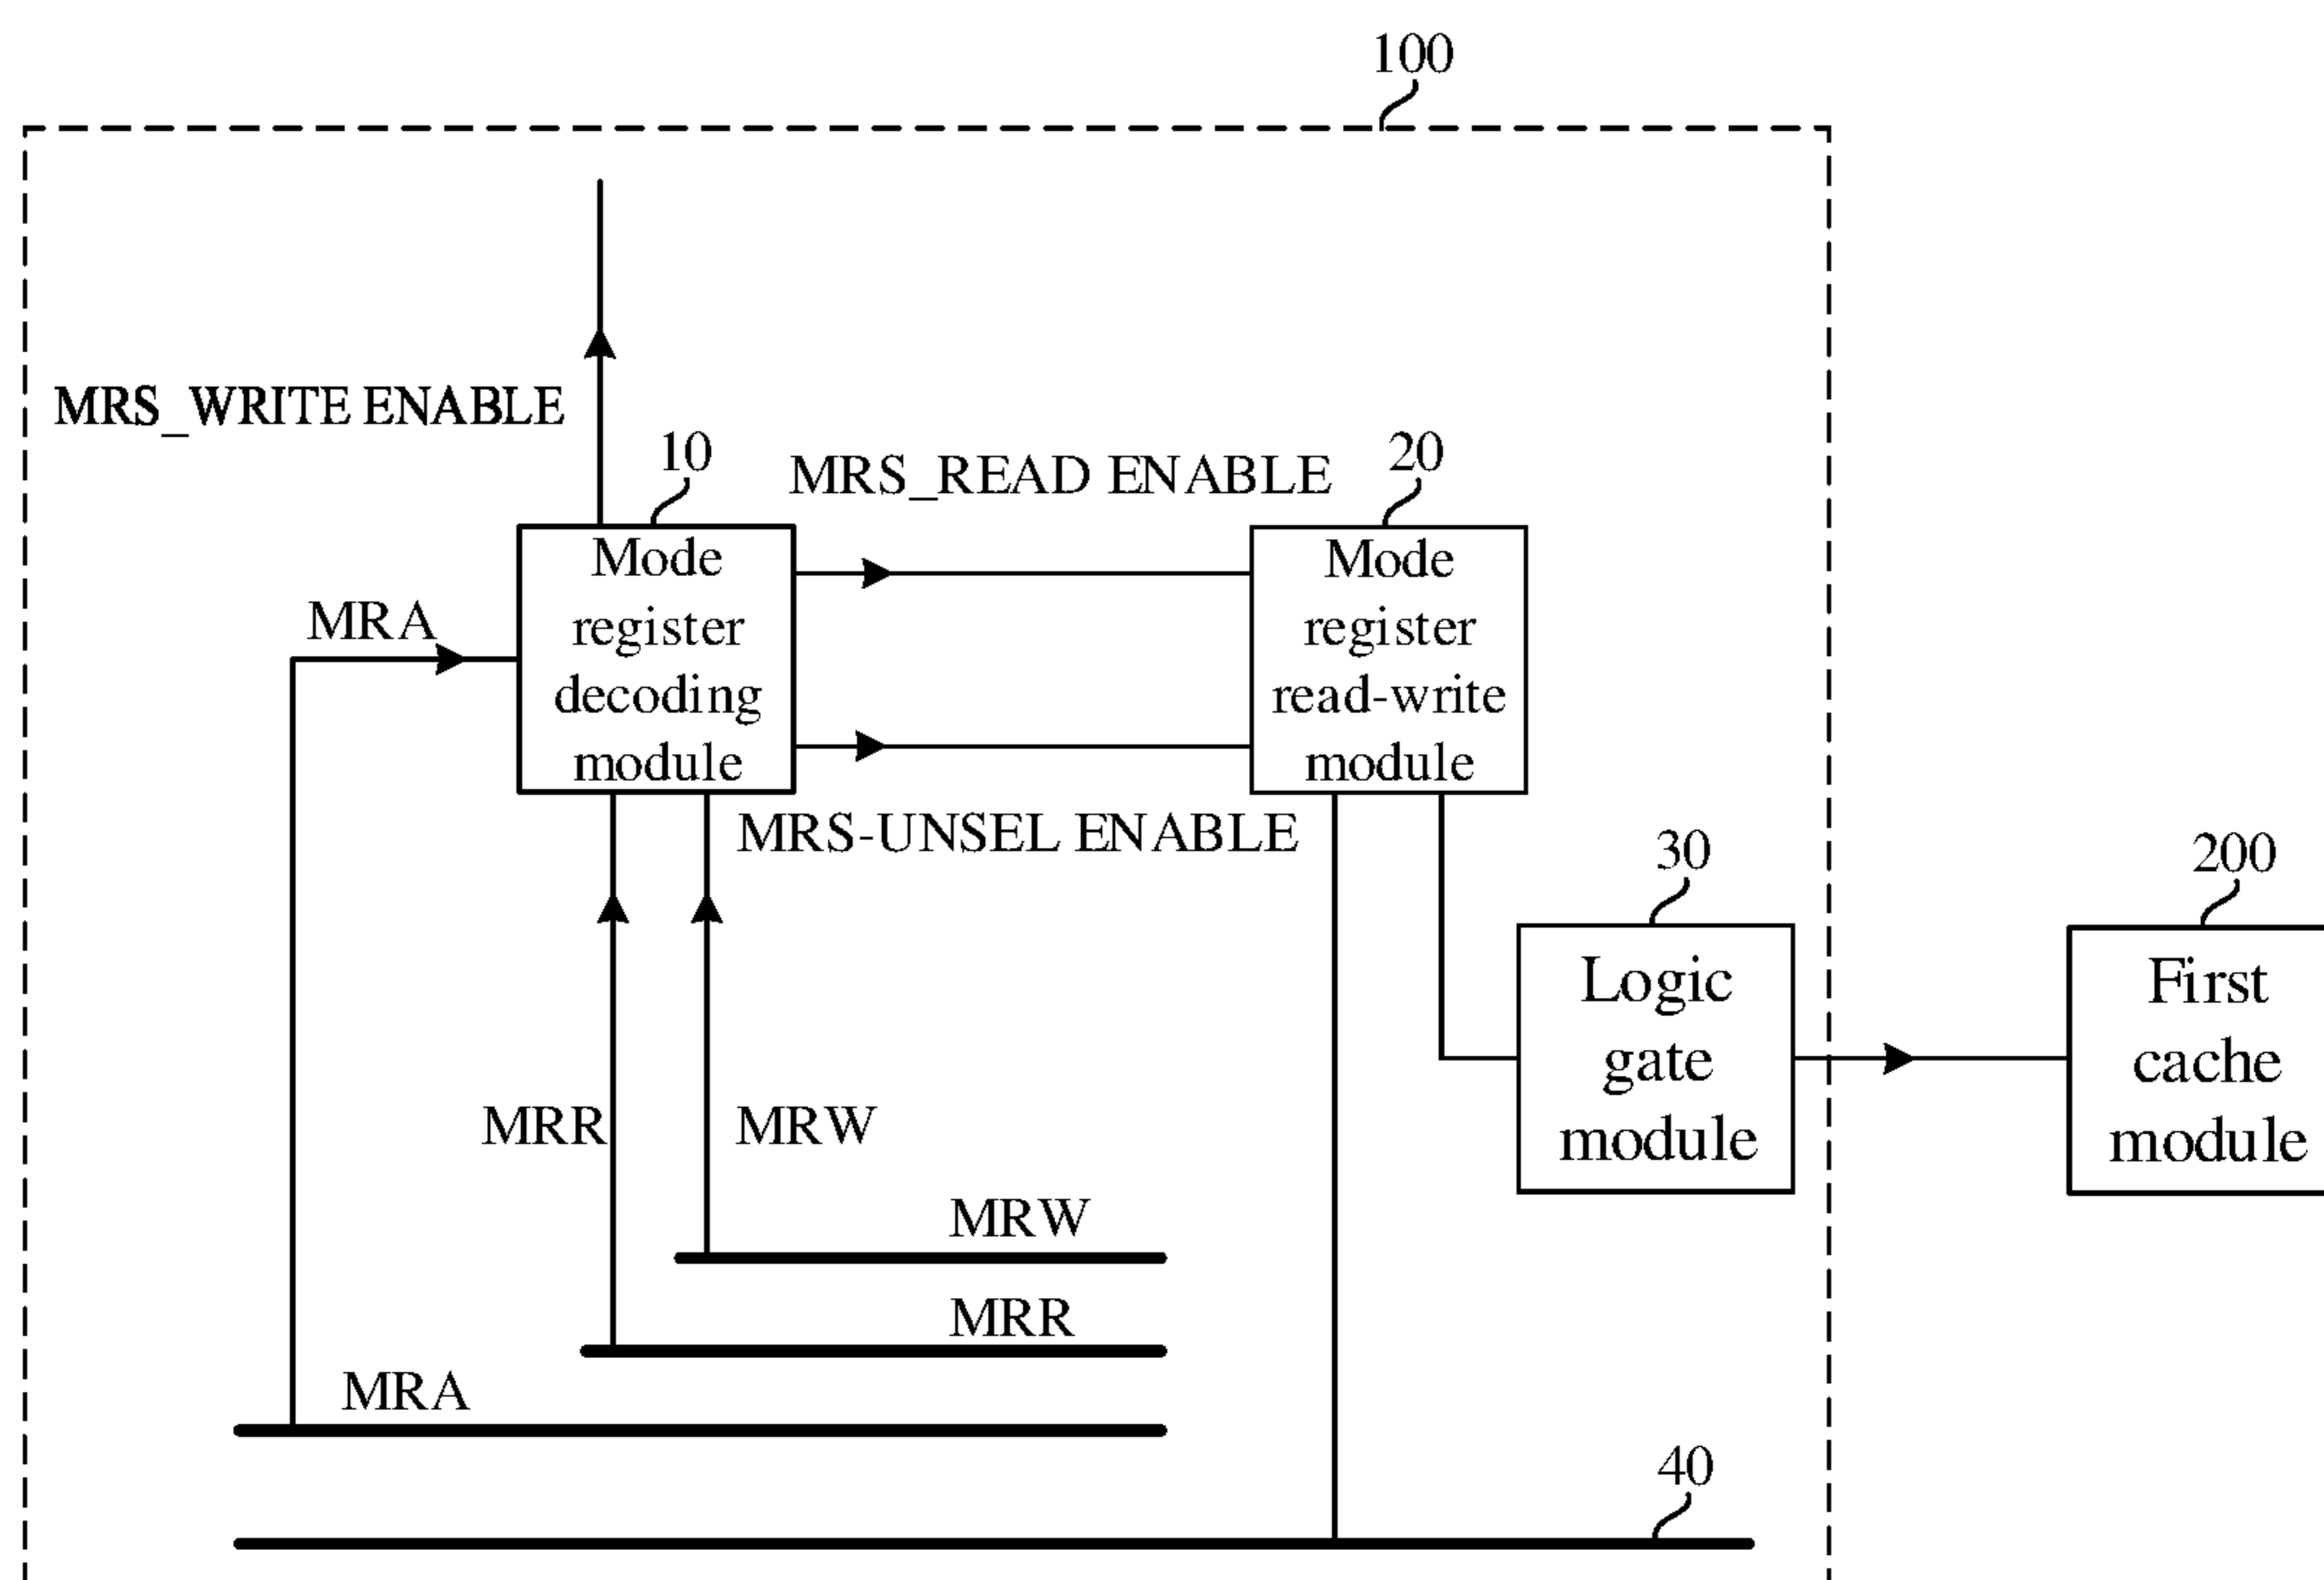 100
MRS_WRITE ENABLE
10
MRS_READ ENABLE
20
Mode
register
decoding
module
Mode
register
read-write
module
MRA
MRS-UNSEL ENABLE
30
200
Logic
gate
module
First
cache
module
MRR
MRW
MRW
MRR
MRA
40